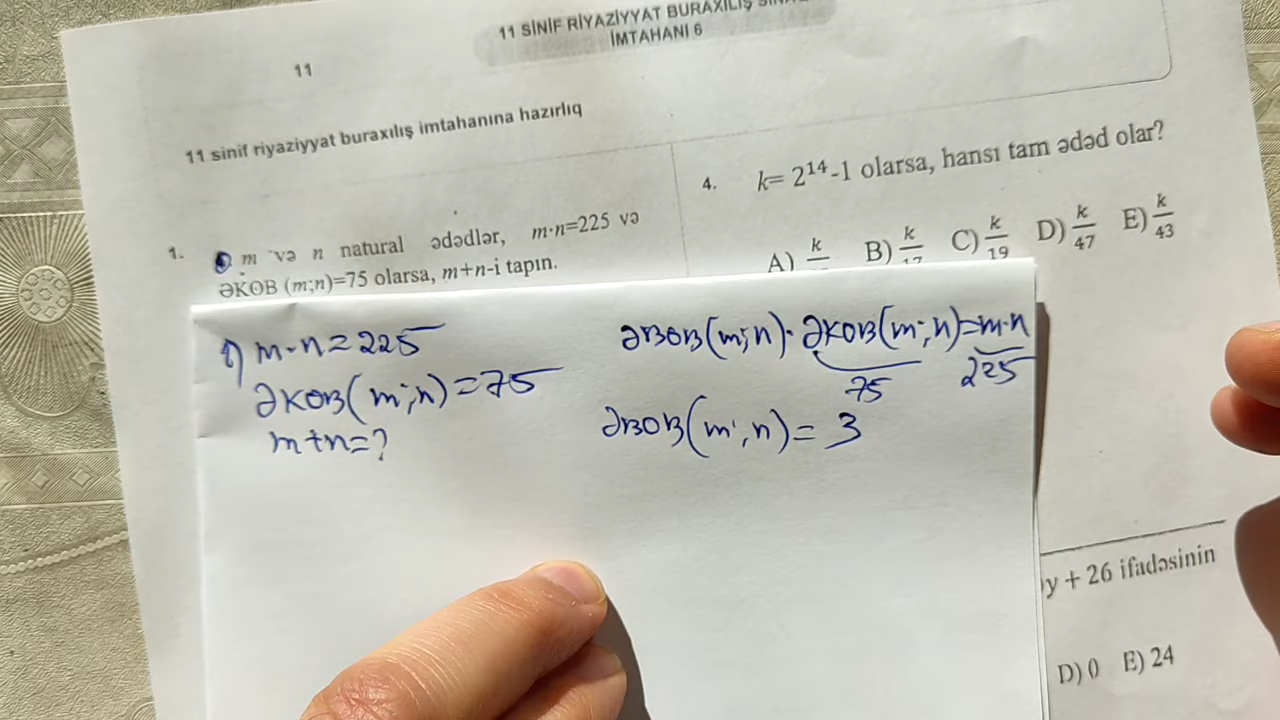 11 SİNİF RİYAZİYYAT BURAXILIŞ
İMTAHANI 6
11
11 sinif riyaziyyat buraxılış imtahanına hazırlıq
1. m və n natural ədədlər, m·n=225 və
ƏKOB (m;n)=75 olarsa, m+n-i tapın.
4. k= 2¹⁴-1 olarsa, hansı tam ədəd olar?
A) k B) k/17 C) k/19 D) k/47 E) k/43
1) m·n=225
ƏKOB(m;n)=75
m+n=?
ƏBOB(m;n)·ƏKOB(m;n)=m·n
75 225
ƏBOB(m;n)=3
y + 26 ifadəsinin
D) 0 E) 24